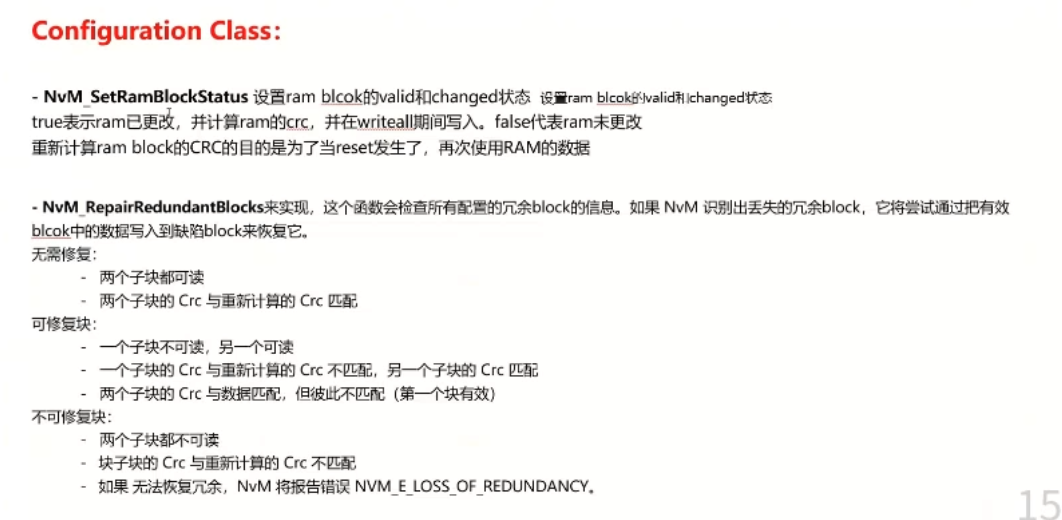 Configuration Class:
- NvM_SetRamBlockStatus 设置ram blcok的valid和changed状态 设置ram blcok的valid和changed状态
true表示ram已更改，并计算ram的crc，并在writeall期间写入。false代表ram未更改
重新计算ram block的CRC的目的是为了当reset发生了，再次使用RAM的数据
- NvM_RepairRedundantBlocks来实现，这个函数会检查所有配置的冗余block的信息。如果 NvM 识别出丢失的冗余block，它将尝试通过把有效
blcok中的数据写入到缺陷block来恢复它。
无需修复：
- 两个子块都可读
- 两个子块的 Crc 与重新计算的 Crc 匹配
可修复块：
- 一个子块不可读，另一个可读
- 一个子块的 Crc 与重新计算的 Crc 不匹配，另一个子块的 Crc 匹配
- 两个子块的 Crc 与数据匹配，但彼此不匹配（第一个块有效）
不可修复块：
- 两个子块都不可读
- 块子块的 Crc 与重新计算的 Crc 不匹配
- 如果 无法恢复冗余，NvM 将报告错误 NVM_E_LOSS_OF_REDUNDANCY。
15